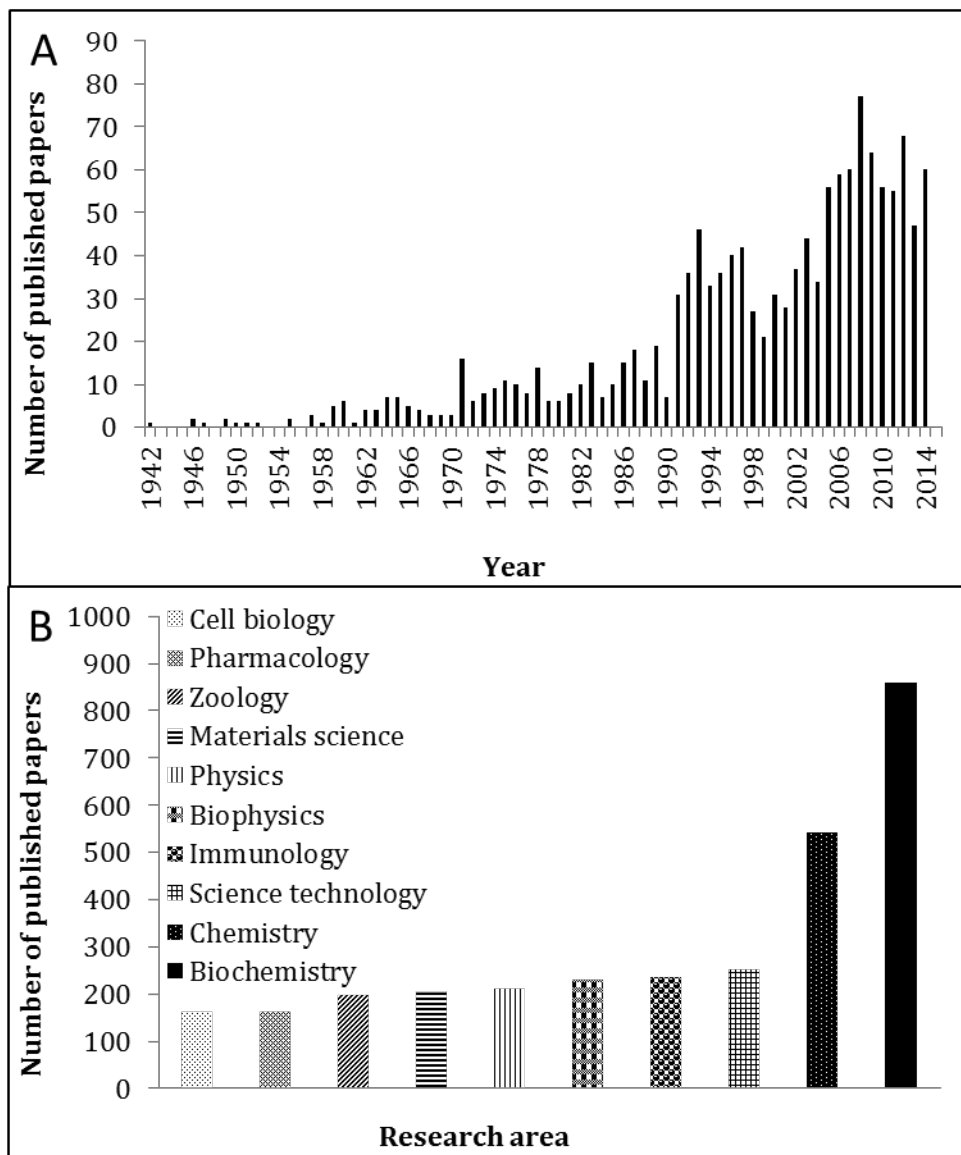 A
Number of published papers
90
80
70
60
50
40
30
20
10
0
1942
1946
1950
1954
1958
1962
1966
1970
1974
1978
1982
1986
1990
1994
1998
2002
2006
2010
2014
Year
B
Number of published papers
1000
900
800
700
600
500
400
300
200
100
0
Cell biology
Pharmacology
Zoology
Materials science
Physics
Biophysics
Immunology
Science technology
Chemistry
Biochemistry
Research area